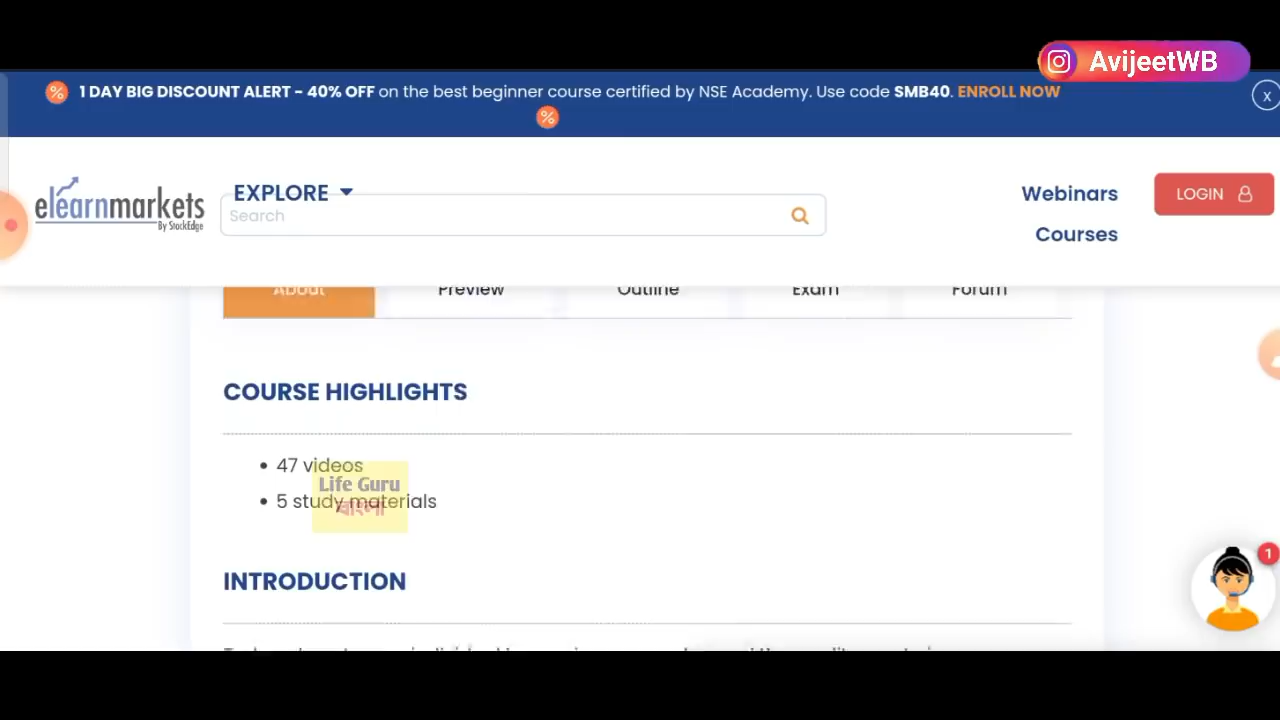 AvijeetWB
1 DAY BIG DISCOUNT ALERT - 40% OFF on the best beginner course certified by NSE Academy. Use code SMB40. ENROLL NOW
X
elearnmarkets
By StockEdge
EXPLORE
Search
Webinars
Courses
LOGIN
About
Preview
Outline
Exam
Forum
COURSE HIGHLIGHTS
47 videos
5 study materials
Life Guru
বাংলা
INTRODUCTION
1